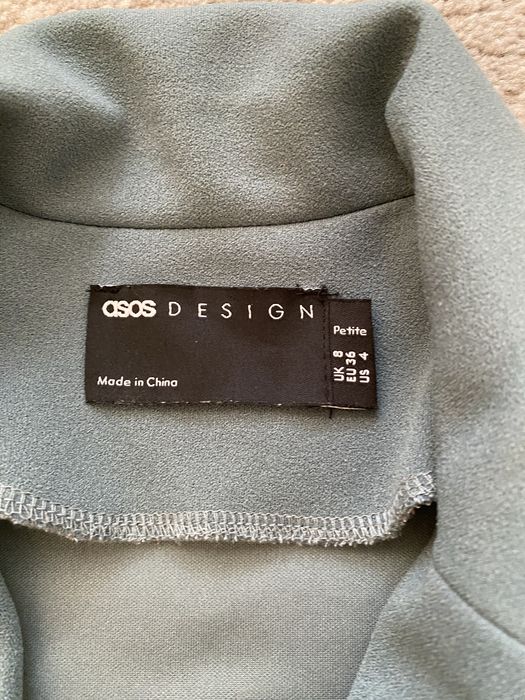 asos DESIGN
Made in China
Petite
UK 8
EU 36
US 4